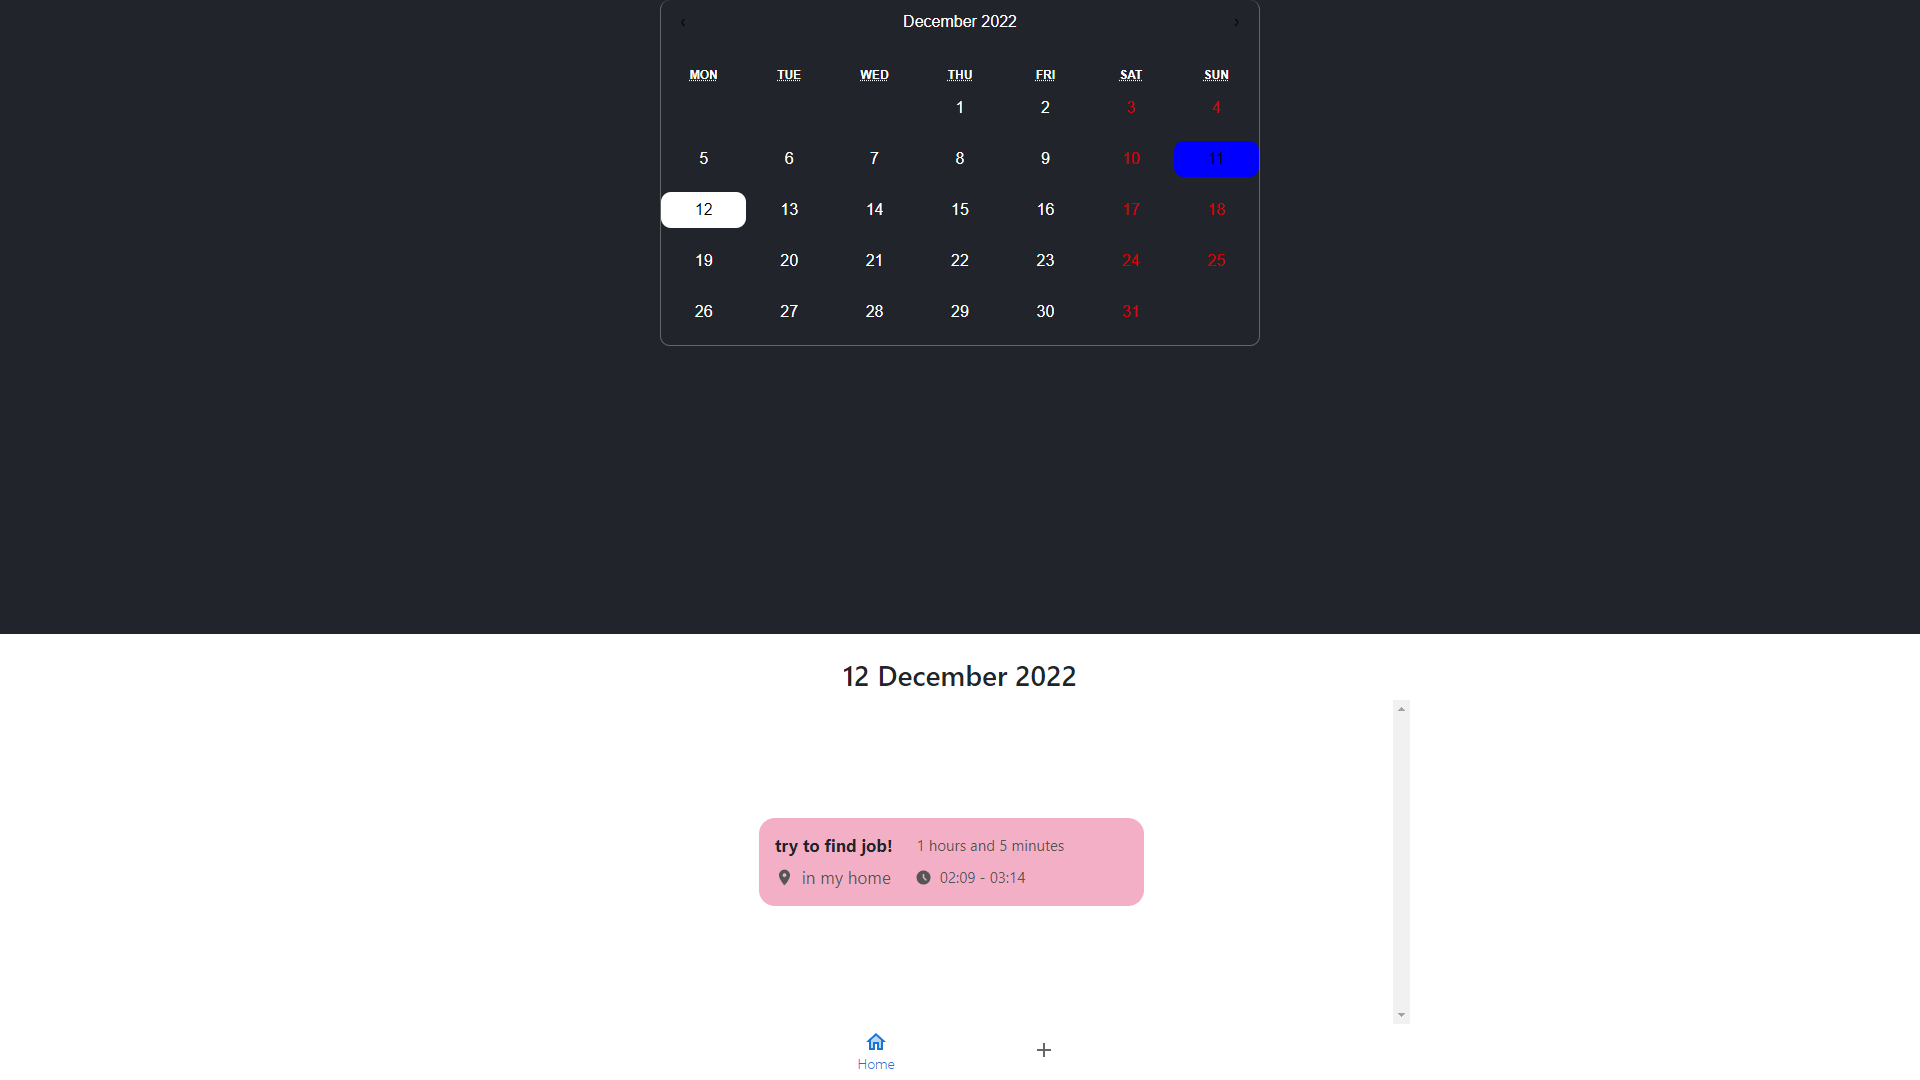 ‹ December 2022 ›
MON TUE WED THU FRI SAT SUN
1 2 3 4
5 6 7 8 9 10 11
12 13 14 15 16 17 18
19 20 21 22 23 24 25
26 27 28 29 30 31
12 December 2022
try to find job! 1 hours and 5 minutes
in my home 02:09 - 03:14
Home +